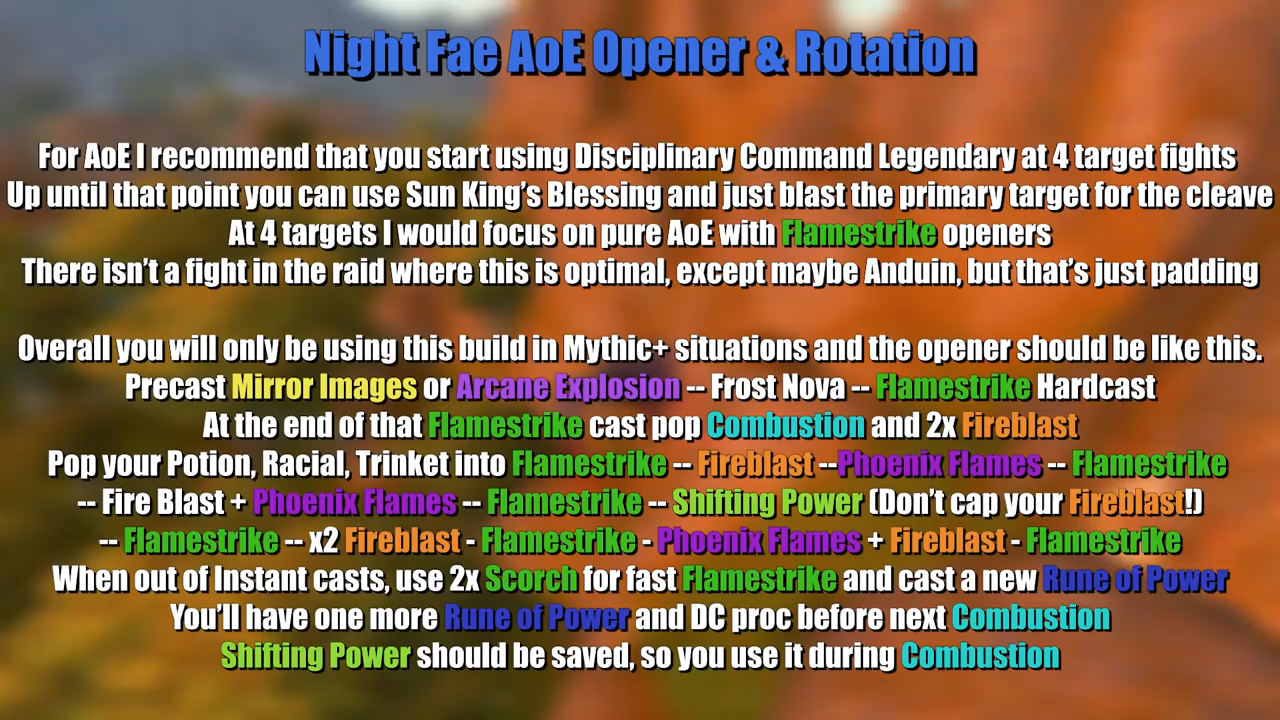 Night Fae AoE Opener & Rotation
For AoE I recommend that you start using Disciplinary Command Legendary at 4 target fights
Up until that point you can use Sun King's Blessing and just blast the primary target for the cleave
At 4 targets I would focus on pure AoE with Flamestrike openers
There isn't a fight in the raid where this is optimal, except maybe Anduin, but that's just padding
Overall you will only be using this build in Mythic+ situations and the opener should be like this.
Precast Mirror Images or Arcane Explosion -- Frost Nova -- Flamestrike Hardcast
At the end of that Flamestrike cast pop Combustion and 2x Fireblast
Pop your Potion, Racial, Trinket into Flamestrike -- Fireblast --Phoenix Flames -- Flamestrike
-- Fire Blast + Phoenix Flames -- Flamestrike -- Shifting Power (Don't cap your Fireblast!)
-- Flamestrike -- x2 Fireblast - Flamestrike - Phoenix Flames + Fireblast - Flamestrike
When out of Instant casts, use 2x Scorch for fast Flamestrike and cast a new Rune of Power
You'll have one more Rune of Power and DC proc before next Combustion
Shifting Power should be saved, so you use it during Combustion